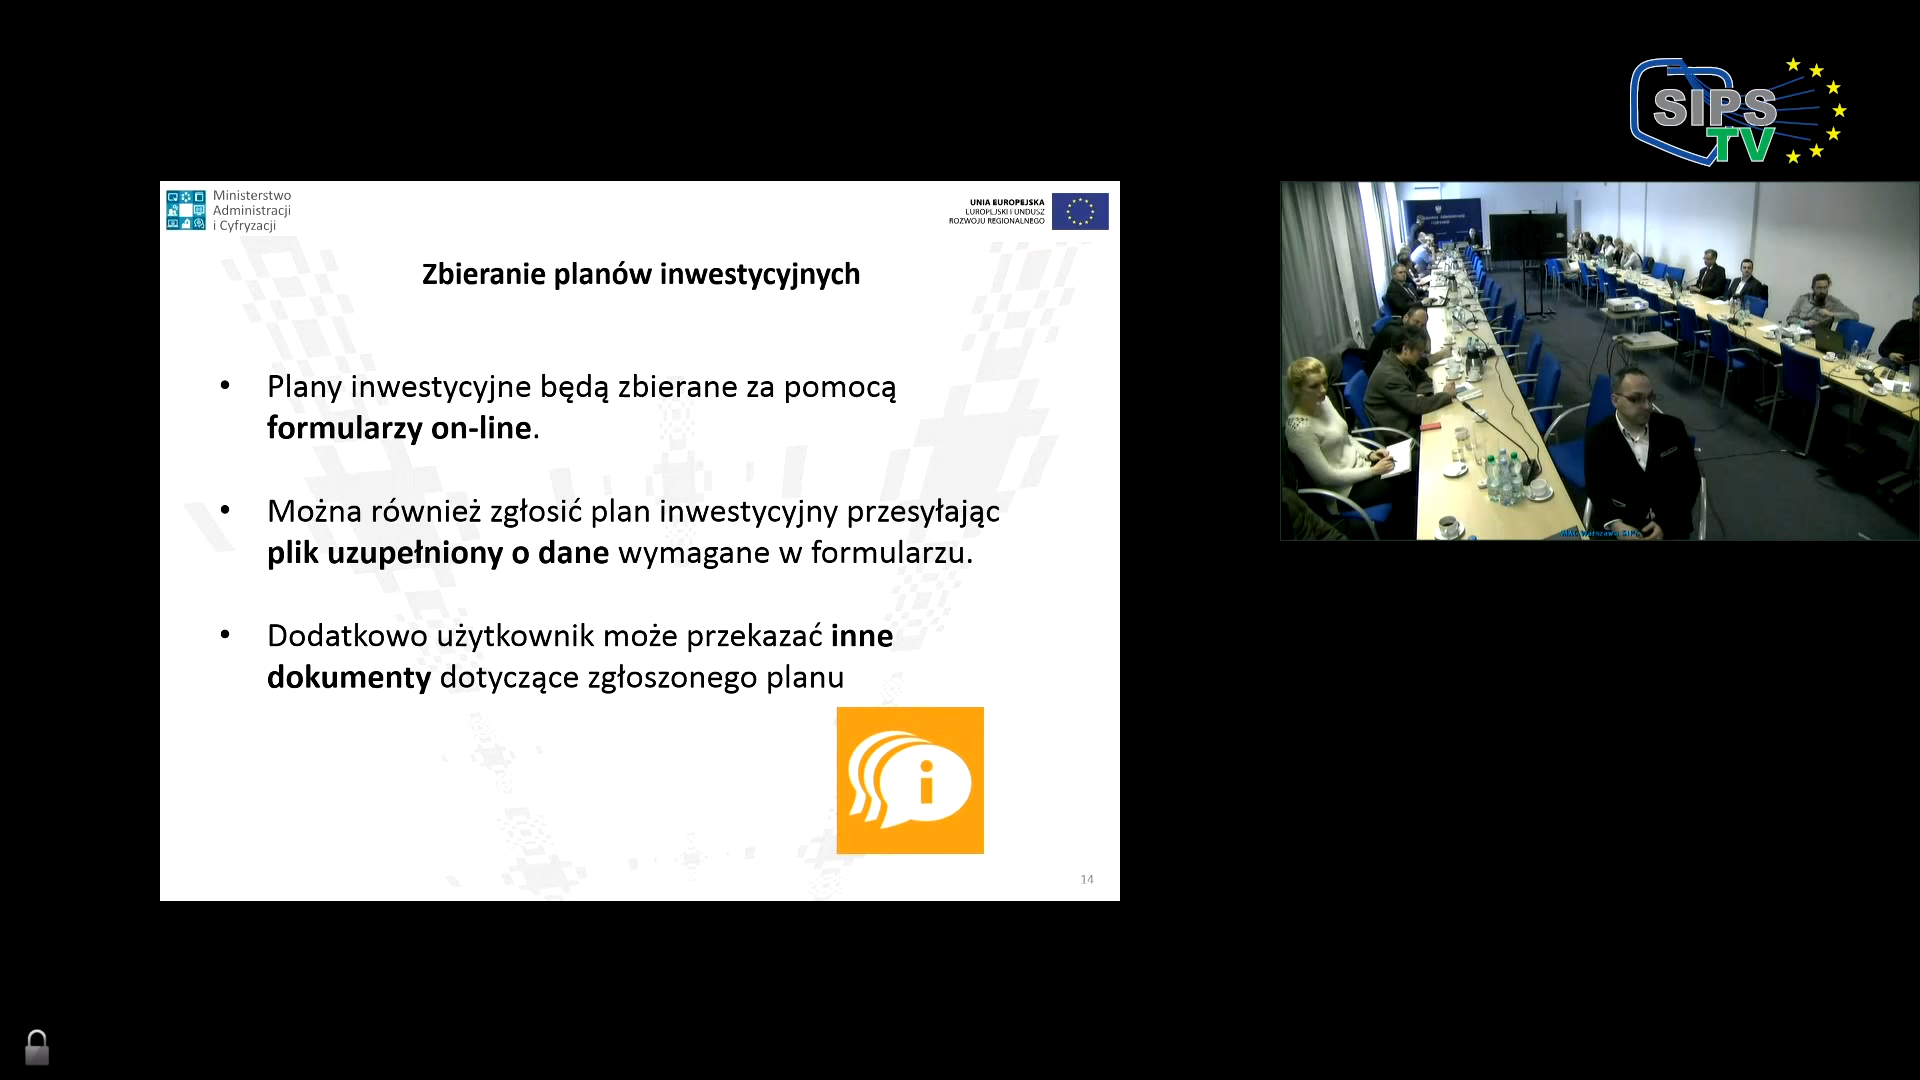 SIPS
TV
Ministerstwo
Administracji
i Cyfryzacji
UNIA EUROPEJSKA
EUROPEJSKI FUNDUSZ
ROZWOJU REGIONALNEGO
Zbieranie planów inwestycyjnych
• Plany inwestycyjne będą zbierane za pomocą
formularzy on-line.
• Można również zgłosić plan inwestycyjny przesyłając
plik uzupełniony o dane wymagane w formularzu.
• Dodatkowo użytkownik może przekazać inne
dokumenty dotyczące zgłoszonego planu
i
14